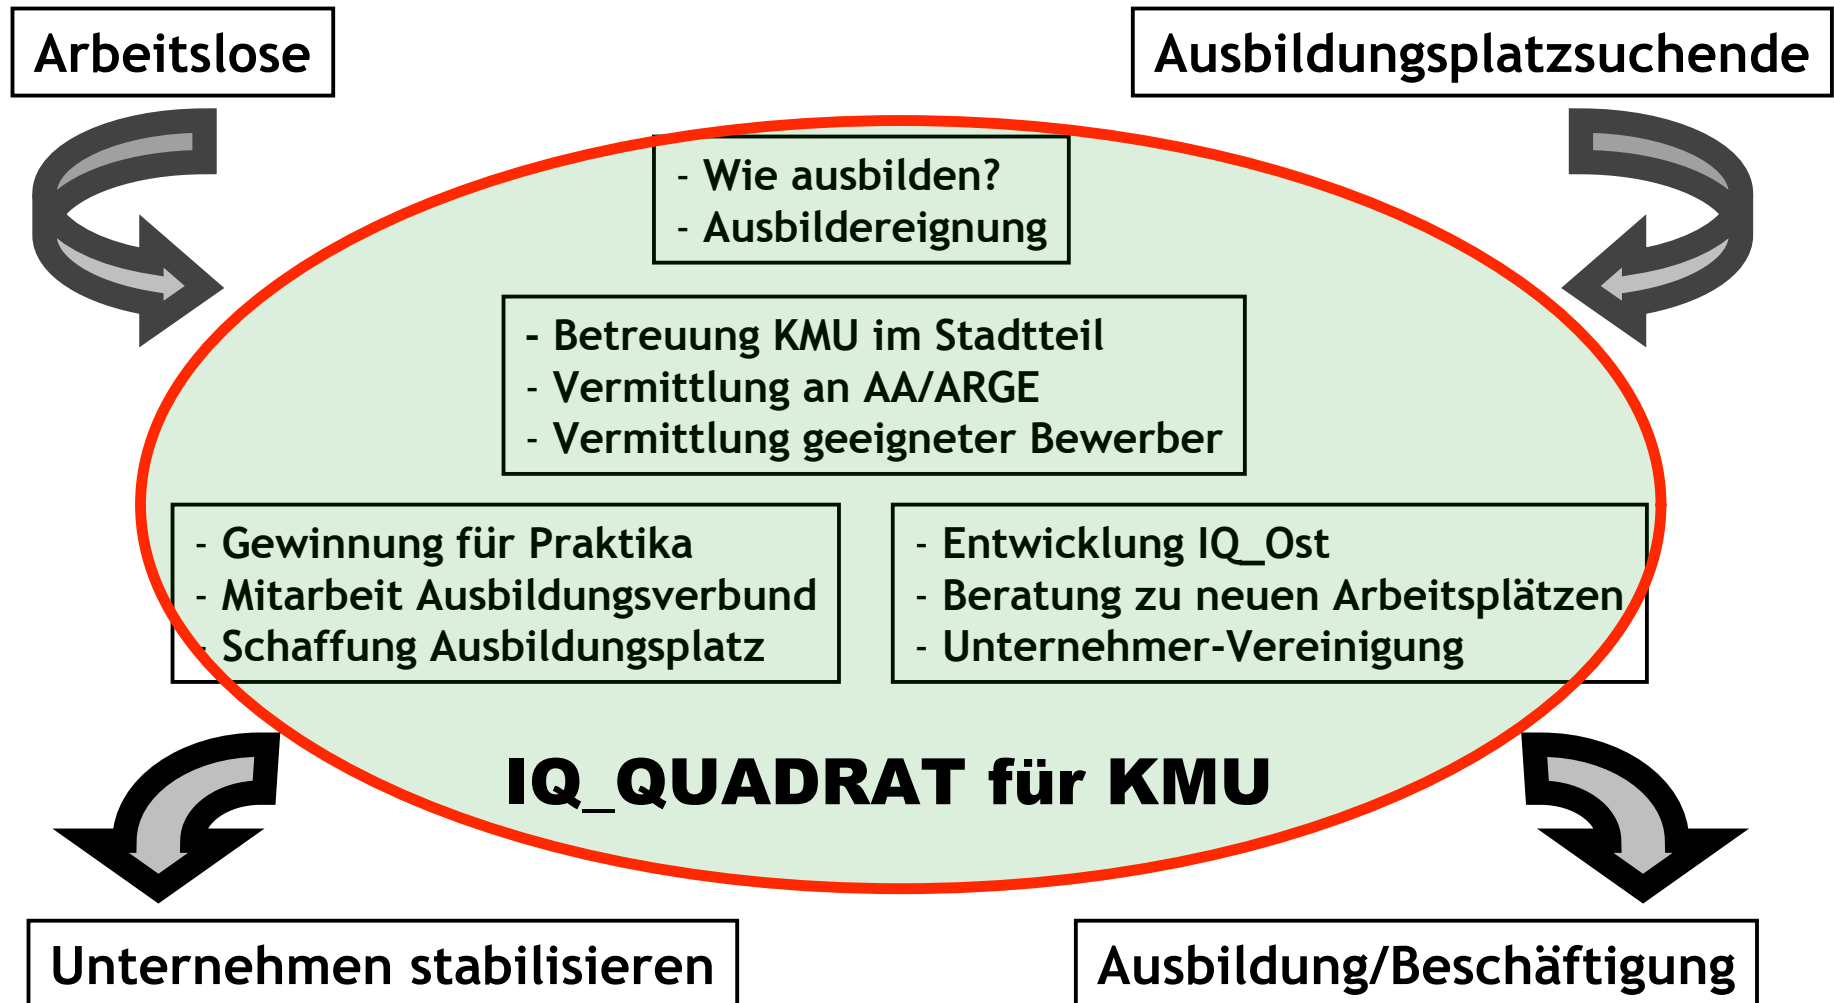 Arbeitslose
Ausbildungsplatzsuchende
- Wie ausbilden?
- Ausbildereignung
- Betreuung KMU im Stadtteil
- Vermittlung an AA/ARGE
- Vermittlung geeigneter Bewerber
- Gewinnung für Praktika
- Mitarbeit Ausbildungsverbund
- Schaffung Ausbildungsplatz
- Entwicklung IQ_Ost
- Beratung zu neuen Arbeitsplätzen
- Unternehmer-Vereinigung
IQ_QUADRAT für KMU
Unternehmen stabilisieren
Ausbildung/Beschäftigung